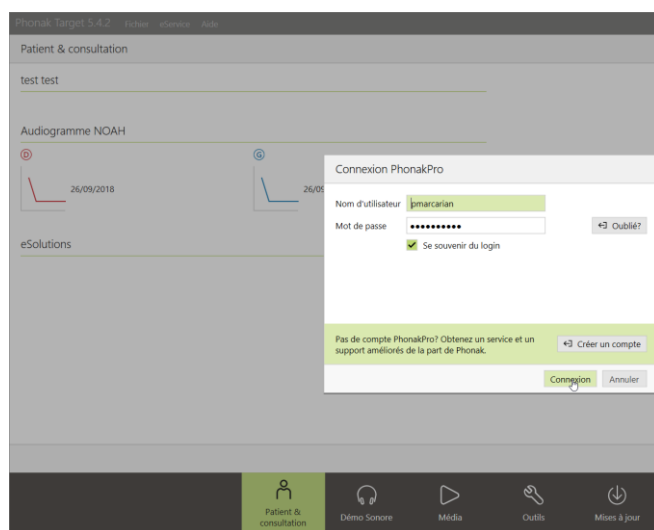 Phonak Target 5.4.2 Fichier eService Aide
Patient & consultation
test test
Audiogramme NOAH
D
G
26/09/2018
26/09
Connexion PhonakPro
Nom d'utilisateur pmarcarian
Mot de passe ●●●●●●●●●● Oublié?
Se souvenir du login
eSolutions
Pas de compte PhonakPro? Obtenez un service et un
support améliorés de la part de Phonak.
Créer un compte
Connexion Annuler
Patient &
consultation
Démo Sonore
Média
Outils
Mises à jour